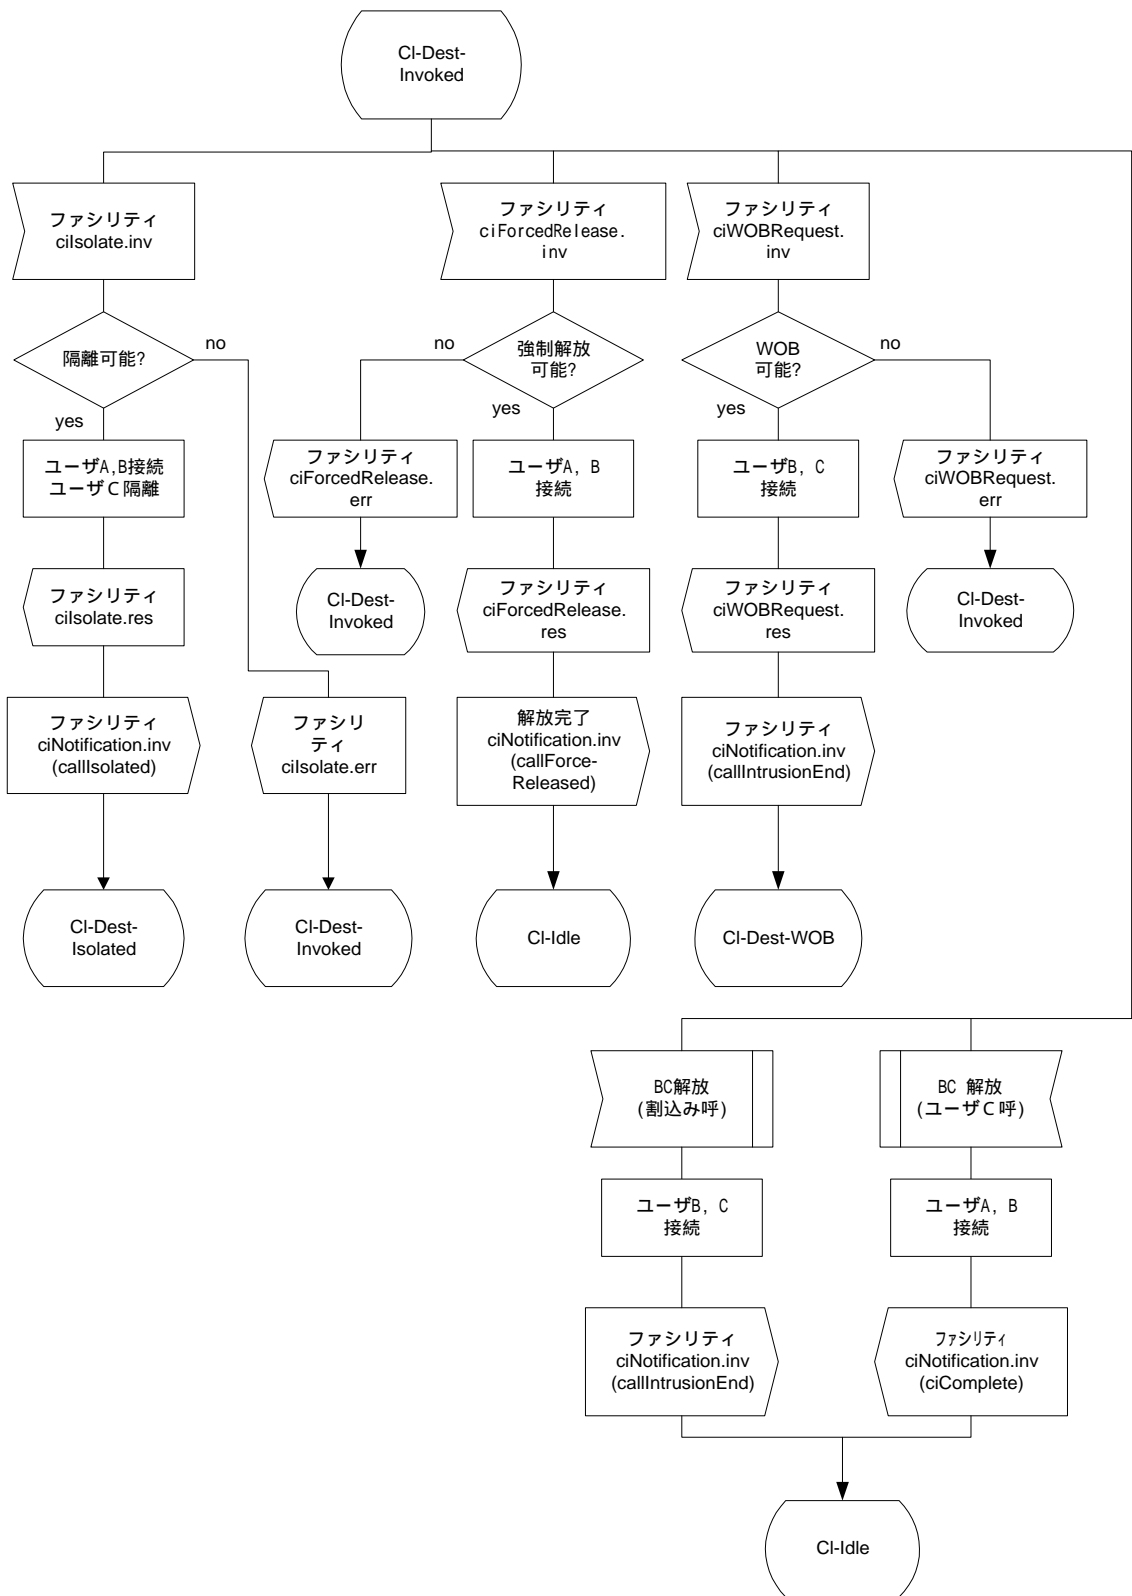 CI-Dest-
Invoked
ファシリティ
ciIsolate.inv
ファシリティ
ciForcedRelease.
inv
ファシリティ
ciWOBRequest.
inv
隔離可能?
no
yes
no
強制解放
可能?
yes
WOB
可能?
no
yes
ユーザA,B接続
ユーザC隔離
ファシリティ
ciForcedRelease.
err
ユーザA, B
接続
ユーザB, C
接続
ファシリティ
ciWOBRequest.
err
ファシリティ
ciIsolate.res
CI-Dest-
Invoked
ファシリティ
ciForcedRelease.
res
ファシリティ
ciWOBRequest.
res
CI-Dest-
Invoked
ファシリティ
ciNotification.inv
(callIsolated)
ファシリ
ティ
ciIsolate.err
解放完了
ciNotification.inv
(callForce-
Released)
ファシリティ
ciNotification.inv
(callIntrusionEnd)
CI-Dest-
Isolated
CI-Dest-
Invoked
CI-Idle
CI-Dest-WOB
BC解放
(割込み呼)
BC 解放
(ユーザC呼)
ユーザB, C
接続
ユーザA, B
接続
ファシリティ
ciNotification.inv
(callIntrusionEnd)
ファシリティ
ciNotification.inv
(ciComplete)
CI-Idle